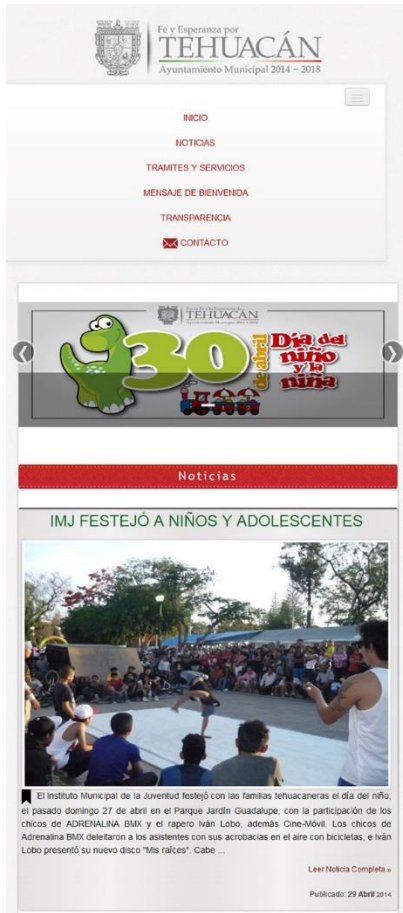 Fe y Esperanza por
TEHUACÁN
Ayuntamiento Municipal 2014 – 2018
INICIO
NOTICIAS
TRAMITES Y SERVICIOS
MENSAJE DE BIENVENIDA
TRANSPARENCIA
CONTACTO
TEHUACÁN
30 de abril Día del
niño
y la
niña
Noticias
IMJ FESTEJÓ A NIÑOS Y ADOLESCENTES
El Instituto Municipal de la Juventud festejó con las familias tehuacaneras el día del niño,
el pasado domingo 27 de abril en el Parque Jardín Guadalupe, con la participación de los
chicos de ADRENALINA BMX y el rapero Iván Lobo, además Cine-Móvil. Los chicos de
Adrenalina BMX deleitaron a los asistentes con sus acrobacias en el aire con bicicletas, e Iván
Lobo presentó su nuevo disco "Mis raíces". Cabe ...
Leer Noticia Completa »
Publicado: 29 Abril 2014